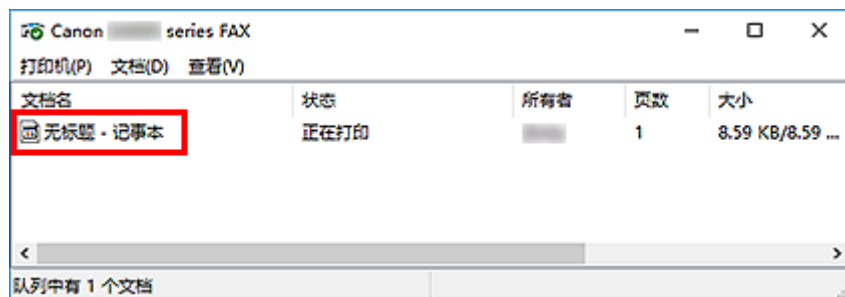 Canon series FAX
打印机(P) 文档(D) 查看(V)
文档名 状态 所有者 页数 大小
无标题 - 记事本 正在打印 1 8.59 KB/8.59 ...
队列中有 1 个文档